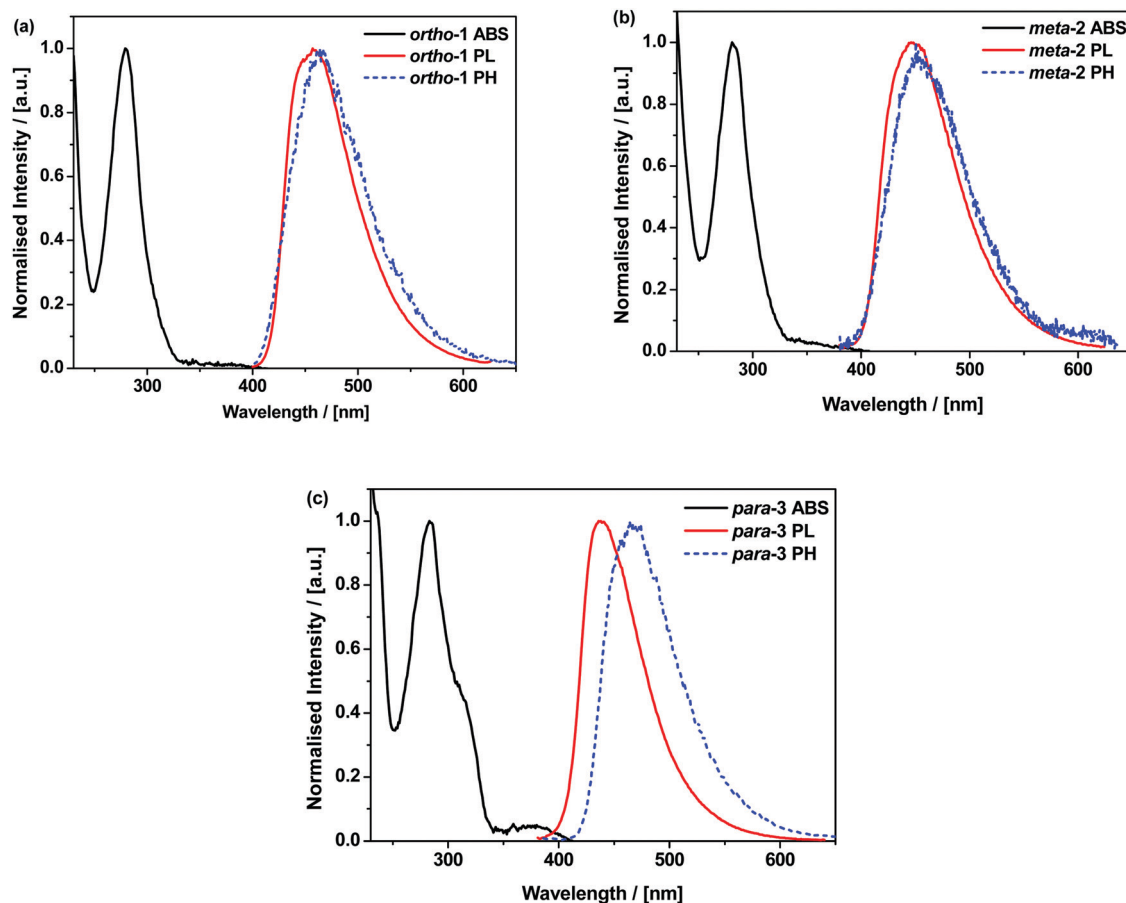 (a)
ortho-1 ABS
ortho-1 PL
ortho-1 PH
Normalised Intensity / [a.u.]
1.0
0.8
0.6
0.4
0.2
0.0
300 400 500 600
Wavelength / [nm]
(b)
meta-2 ABS
meta-2 PL
meta-2 PH
Normalised Intensity / [a.u.]
1.0
0.8
0.6
0.4
0.2
0.0
300 400 500 600
Wavelength / [nm]
(c)
para-3 ABS
para-3 PL
para-3 PH
Normalised Intensity / [a.u.]
1.0
0.8
0.6
0.4
0.2
0.0
300 400 500 600
Wavelength / [nm]